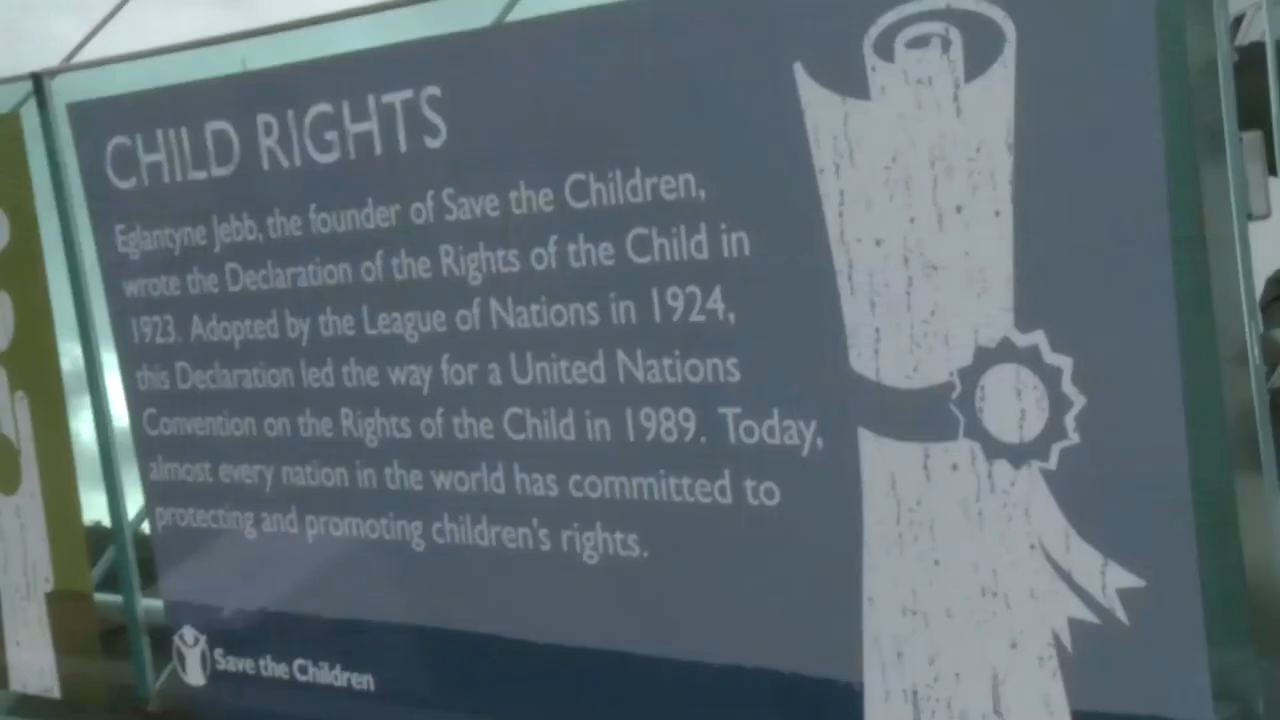 CHILD RIGHTS
Eglantyne Jebb, the founder of Save the Children,
wrote the Declaration of the Rights of the Child in
1923. Adopted by the League of Nations in 1924,
this Declaration led the way for a United Nations
Convention on the Rights of the Child in 1989. Today,
almost every nation in the world has committed to
protecting and promoting children's rights.
Save the Children